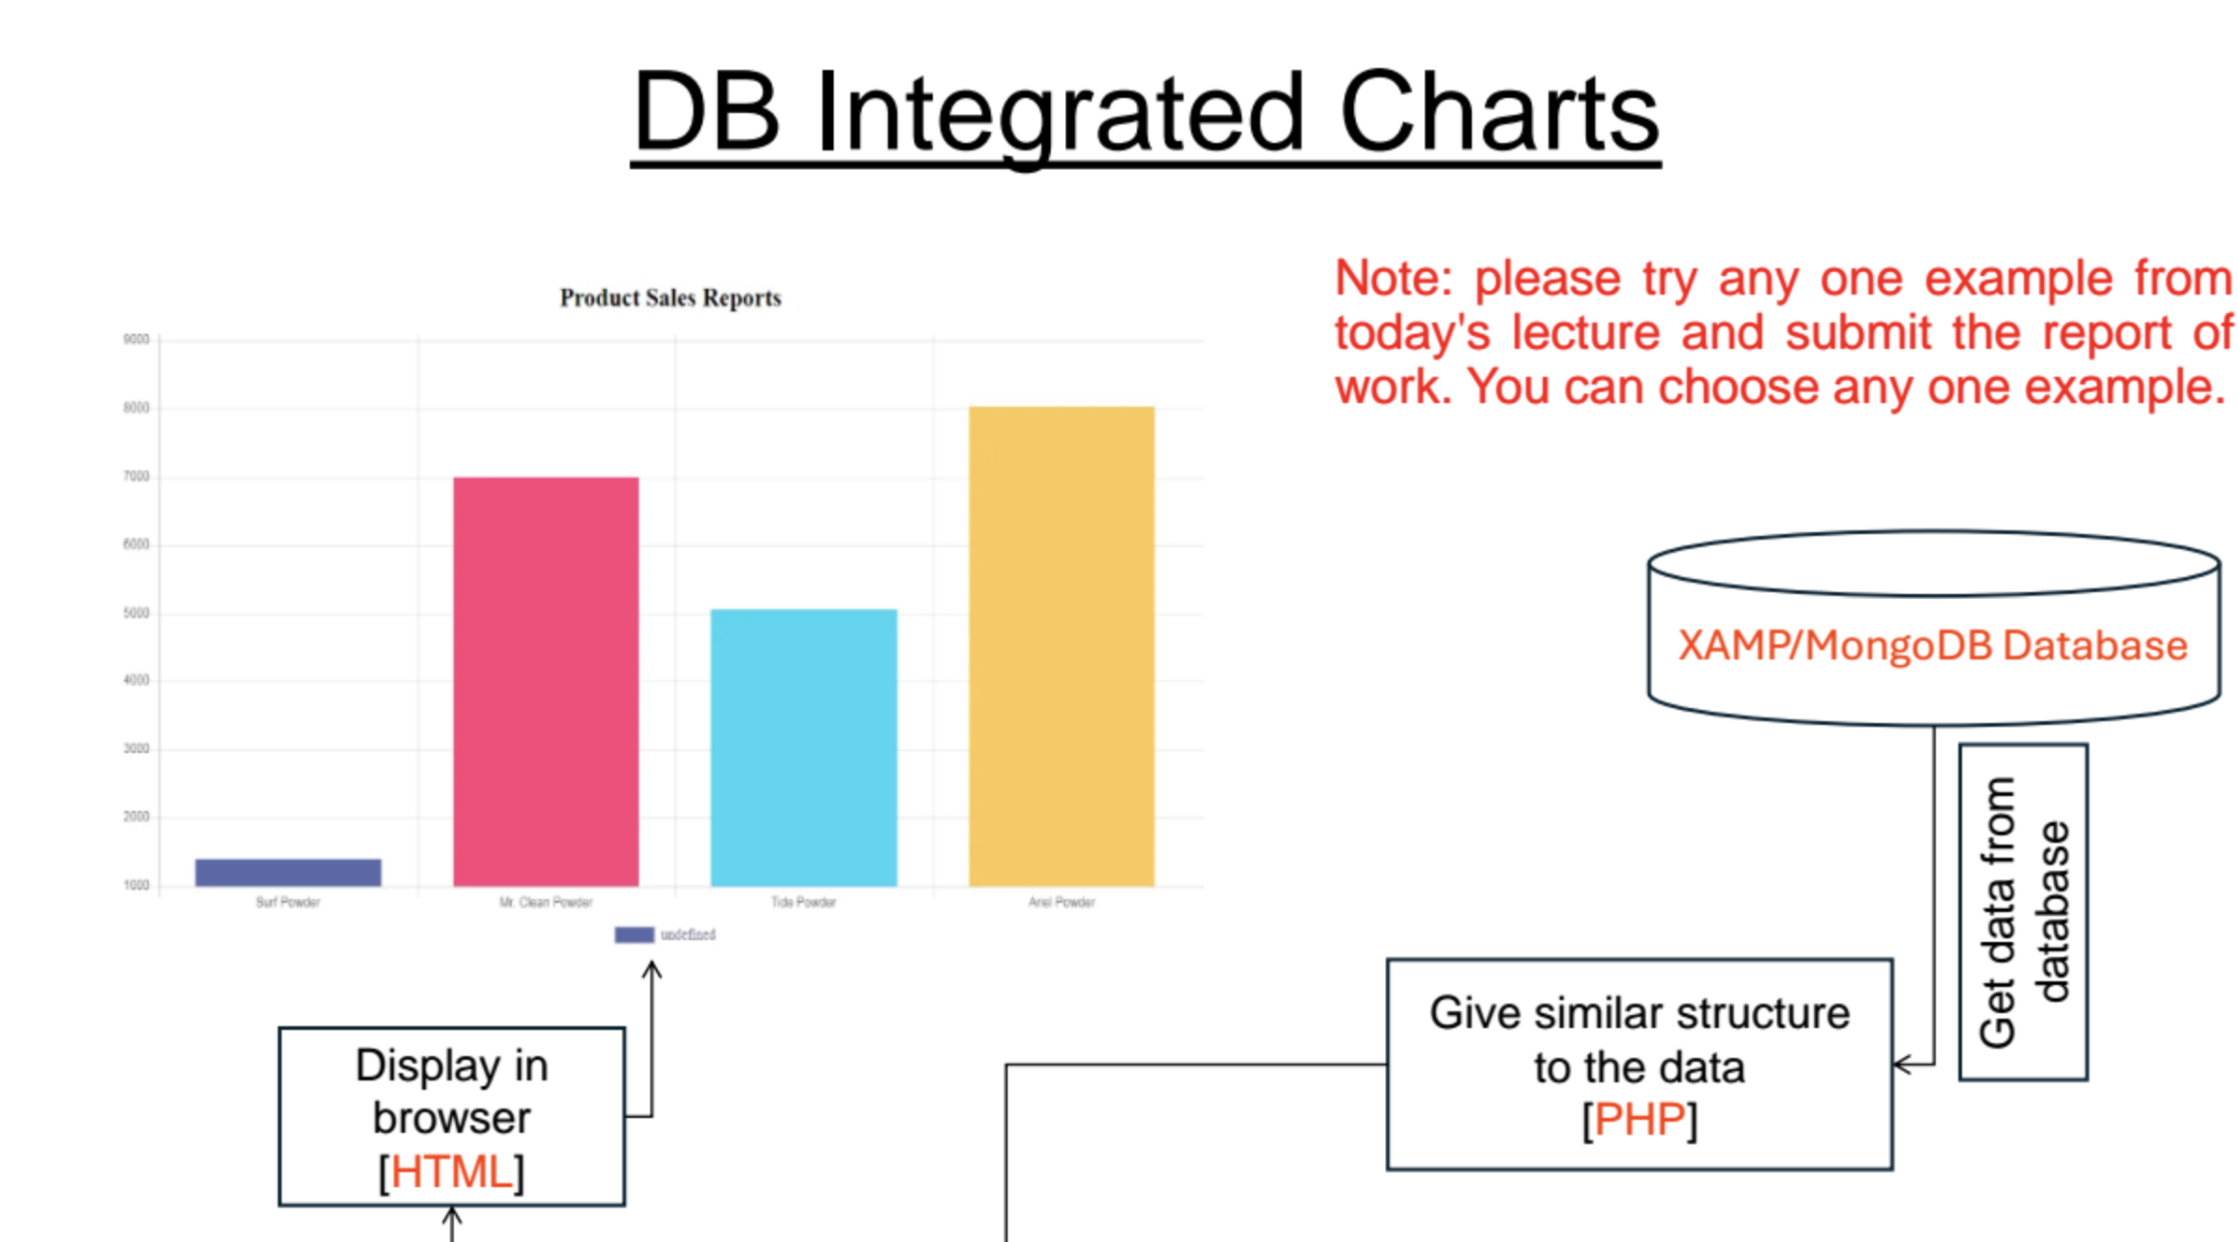 DB Integrated Charts
Product Sales Reports
Note: please try any one example from
today's lecture and submit the report of
work. You can choose any one example.
9000
8000
7000
6000
5000
4000
3000
2000
1000
Surf Powder
Mr. Clean Powder
Tide Powder
Ariel Powder
undefined
XAMP/MongoDB Database
Get data from
database
Give similar structure
to the data
[PHP]
Display in
browser
[HTML]